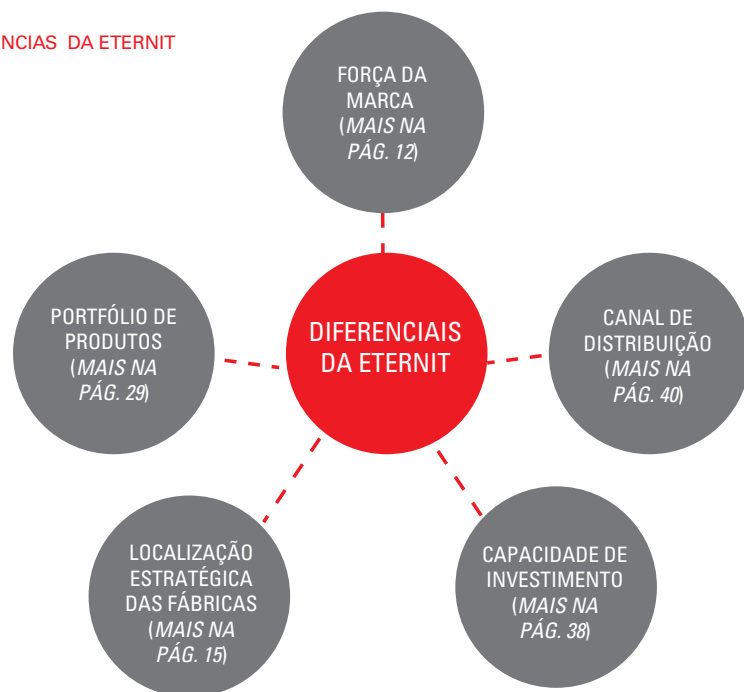 NCIAS DA ETERNIT
FORÇA DA
MARCA
(MAIS NA
PÁG. 12)
PORTFÓLIO DE
PRODUTOS
(MAIS NA
PÁG. 29)
DIFERENCIAIS
DA ETERNIT
CANAL DE
DISTRIBUIÇÃO
(MAIS NA
PÁG. 40)
LOCALIZAÇÃO
ESTRATÉGICA
DAS FÁBRICAS
(MAIS NA
PÁG. 15)
CAPACIDADE DE
INVESTIMENTO
(MAIS NA
PÁG. 38)